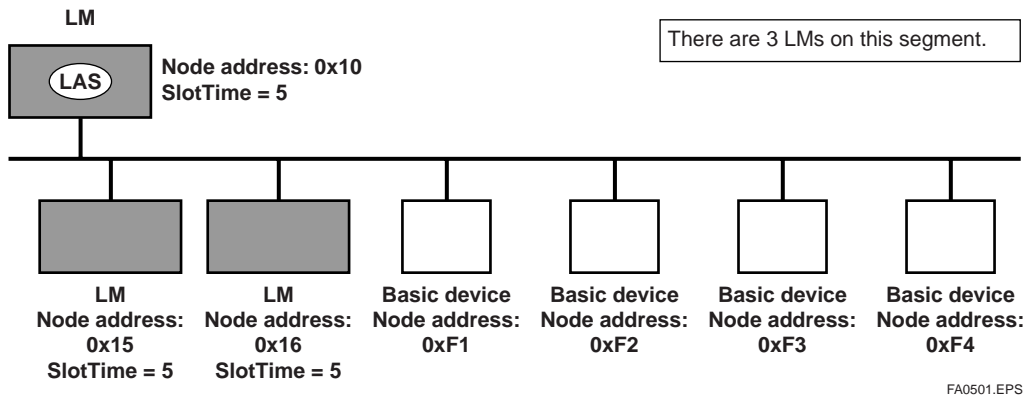 LM
There are 3 LMs on this segment.
LAS
Node address: 0x10
SlotTime = 5
LM
Node address:
0x15
SlotTime = 5
LM
Node address:
0x16
SlotTime = 5
Basic device
Node address:
0xF1
Basic device
Node address:
0xF2
Basic device
Node address:
0xF3
Basic device
Node address:
0xF4
FA0501.EPS